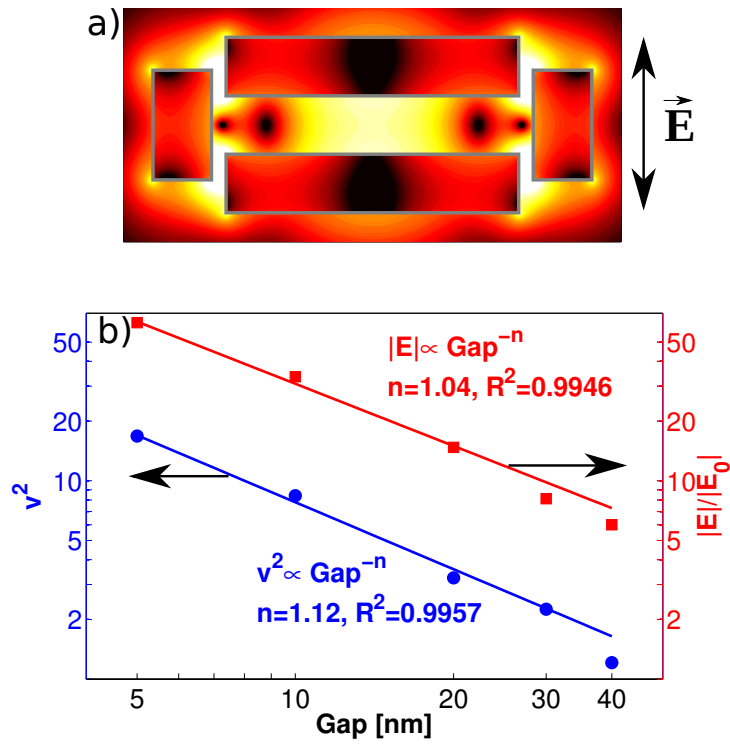 a)
E
b)
|E|∝ Gap⁻ⁿ
n=1.04, R²=0.9946
v²∝ Gap⁻ⁿ
n=1.12, R²=0.9957
50
20
10
5
2
v²
50
20
10
5
2
|E|/|E₀|
5
10
20
30
40
Gap [nm]